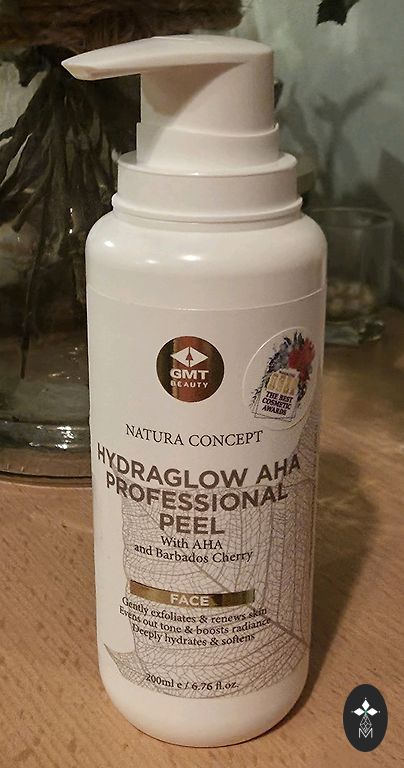 GMT
BEAUTY
THE BEST
COSMETIC
AWARDS
NATURA CONCEPT
HYDRAGLOW AHA
PROFESSIONAL
PEEL
With AHA
and Barbados Cherry
FACE
Gently exfoliates & renews skin
Evens out tone & boosts radiance
Deeply hydrates & softens
200ml e / 6.76 fl.oz.